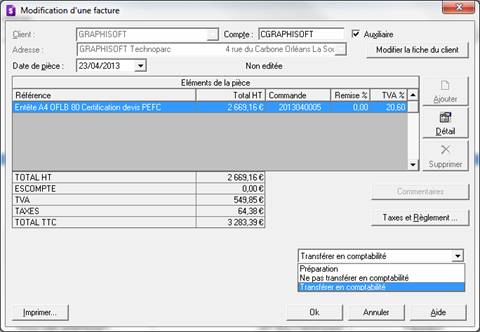 Modification d'une facture
Client : GRAPHISOFT Compte : CGRAPHISOFT Auxiliaire
Adresse : GRAPHISOFT Technoparc 4 rue du Carbone Orléans La Sou Modifier la fiche du client
Date de pièce : 23/04/2013 Non editée
Eléments de la pièce
Référence Total HT Commande Remise % TVA %
Entête A4 OFLB 80 Certification devis PEFC 2 669,16 € 2013040005 0,00 20,60
Ajouter
Détail
Supprimer
TOTAL HT 2 669,16 €
ESCOMPTE 0,00 €
TVA 549,85 €
TAXES 64,38 €
TOTAL TTC 3 283,39 €
Commentaires
Taxes et Règlement ...
Transférer en comptabilité
Préparation
Ne pas transférer en comptabilité
Transférer en comptabilité
Imprimer... Ok Annuler Aide